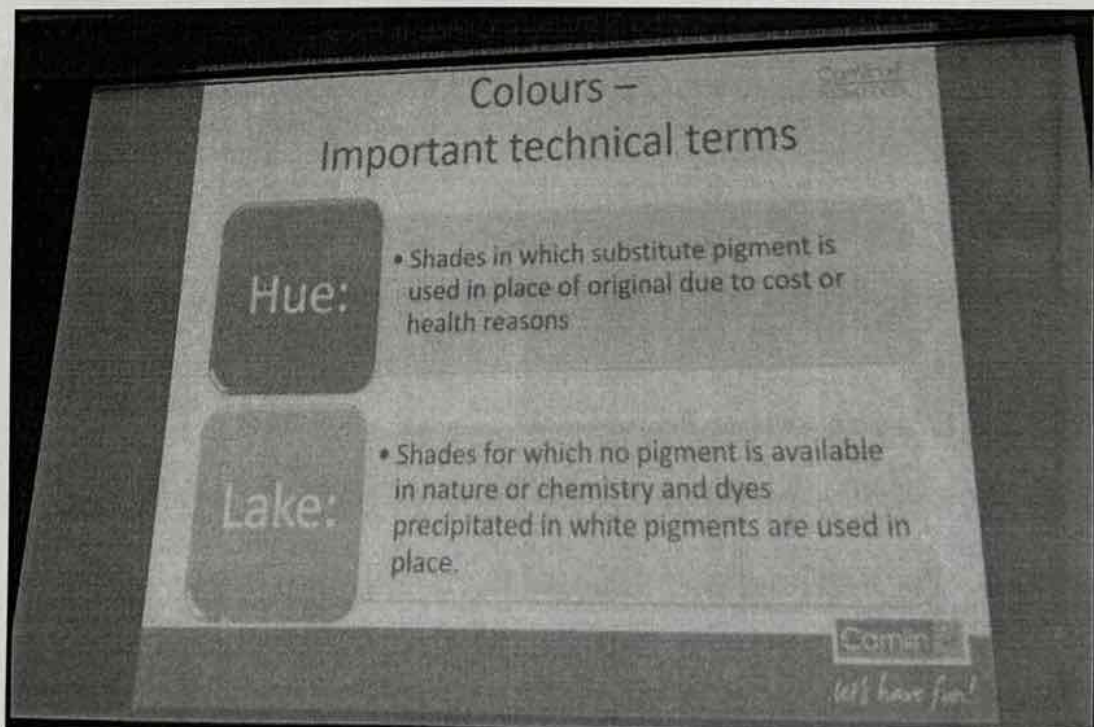 Colours –
Important technical terms
Hue:
• Shades in which substitute pigment is
used in place of original due to cost or
health reasons
Lake:
• Shades for which no pigment is available
in nature or chemistry and dyes
precipitated in white pigments are used in
place.
Camlin
let's have fun!